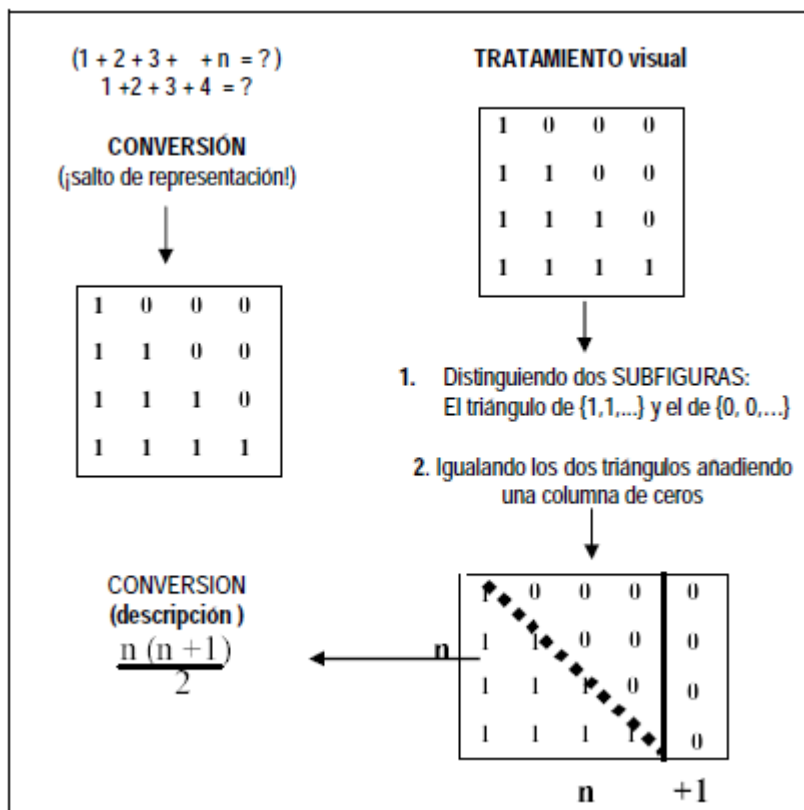 (1 + 2 + 3 + + n = ? )
1 +2 + 3 + 4 = ?
CONVERSIÓN
(¡salto de representación!)
1 0 0 0
1 1 0 0
1 1 1 0
1 1 1 1
TRATAMIENTO visual
1 0 0 0
1 1 0 0
1 1 1 0
1 1 1 1
1. Distinguiendo dos SUBFIGURAS:
El triángulo de {1,1,...} y el de {0, 0,...}
2. Igualando los dos triángulos añadiendo
una columna de ceros
1 0 0 0 0
1 1 0 0 0
1 1 1 0 0
1 1 1 1 0
n
n +1
CONVERSION
(descripción )
n (n +1)
2